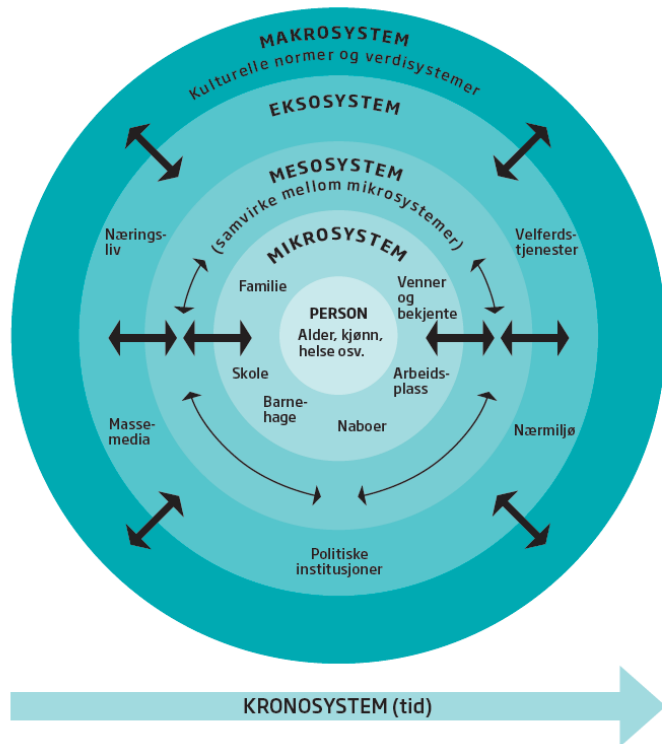 MAKROSYSTEM
Kulturelle normer og verdisystemer
EKSOSYSTEM
MESOSYSTEM
(samvirke mellom mikrosystemer)
MIKROSYSTEM
Nærings-
liv
Velferds-
tjenester
Familie
Venner
og
bekjente
PERSON
Alder, kjønn,
helse osv.
Skole
Arbeids-
plass
Barne-
hage
Naboer
Masse-
media
Nærmiljø
Politiske
institusjoner
KRONOSYSTEM (tid)